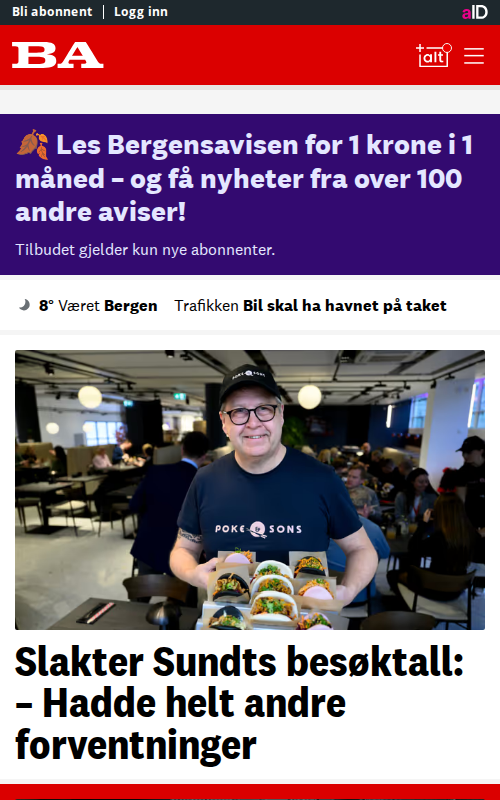 Bli abonnent | Logg inn
aID
BA
+alt
Les Bergensavisen for 1 krone i 1
måned – og få nyheter fra over 100
andre aviser!
Tilbudet gjelder kun nye abonnenter.
8° Været Bergen Trafikken Bil skal ha havnet på taket
POKE & SONS
POKE & SONS
Slakter Sundts besøktall:
– Hadde helt andre
forventninger